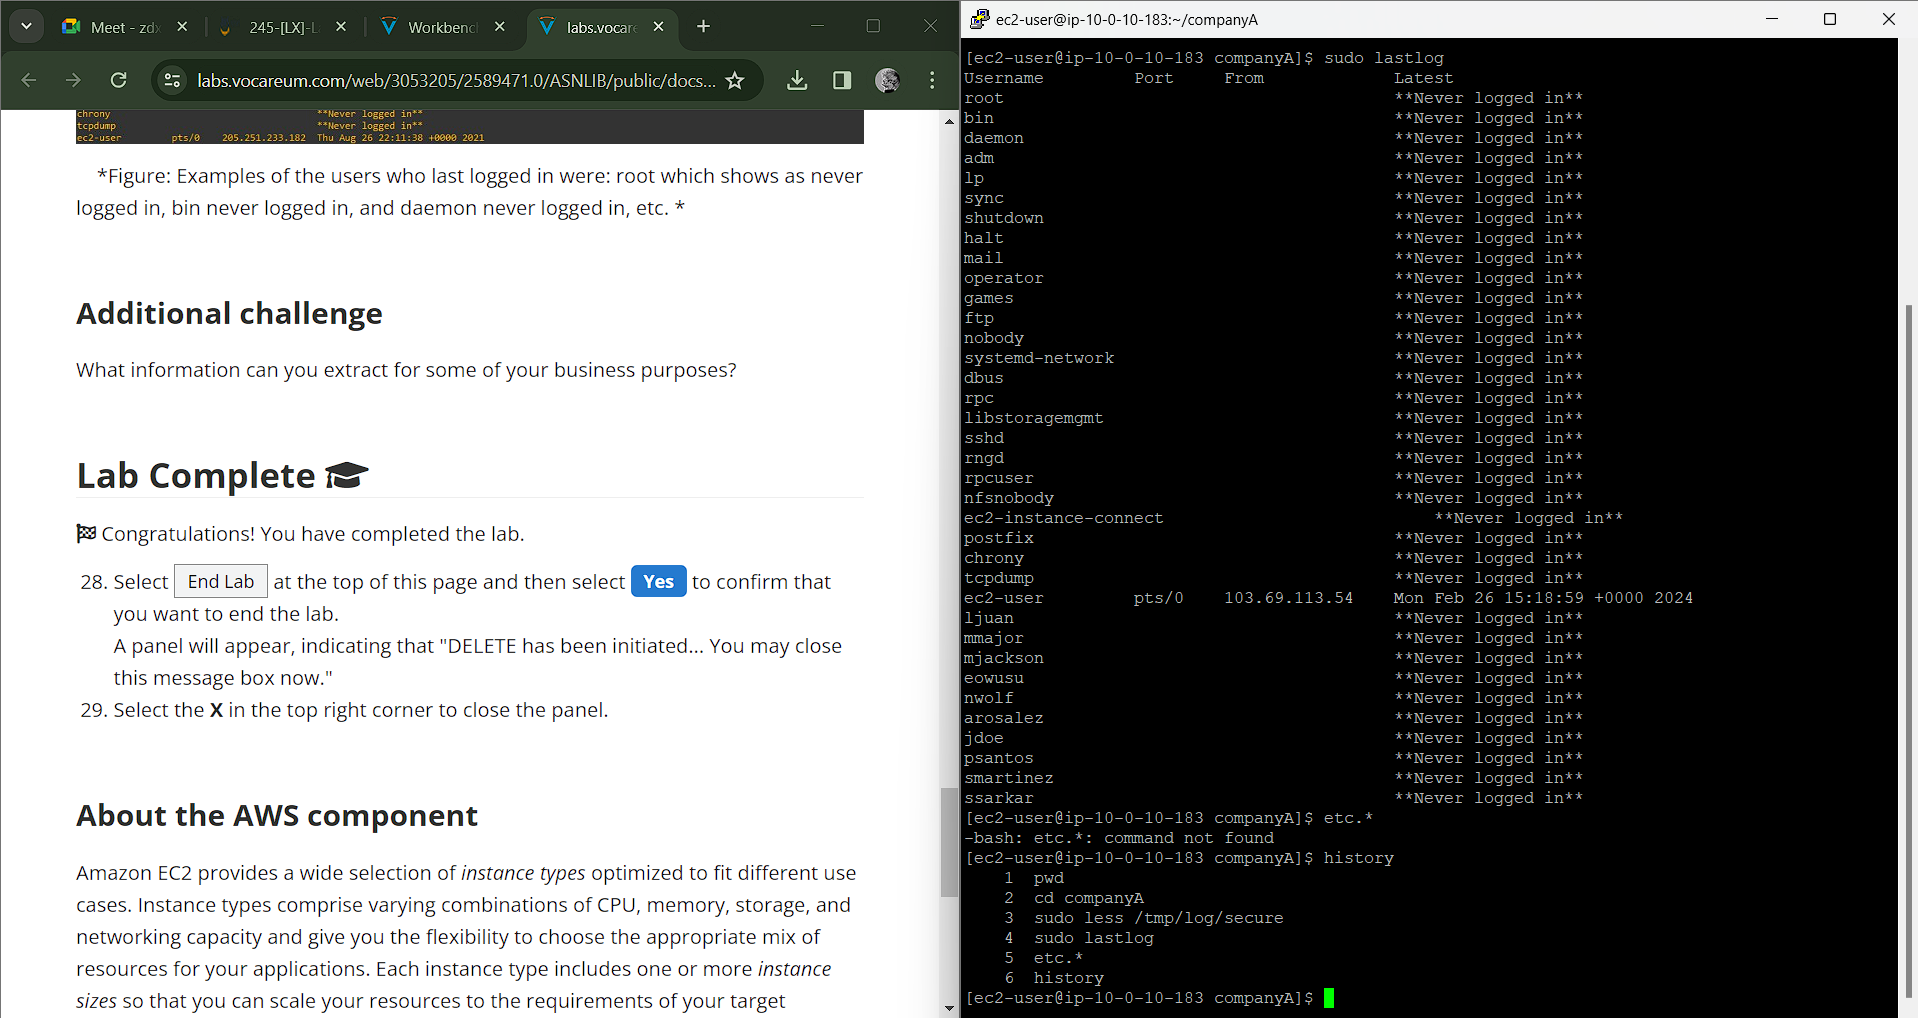 Meet - zdx
245-[LX]-L
Workbenc
labs.vocare
labs.vocareum.com/web/3053205/2589471.0/ASNLIB/public/docs...
chrony **Never logged in**
tcpdump **Never logged in**
ec2-user pts/0 205.251.233.182 Thu Aug 26 22:11:38 +0000 2021
*Figure: Examples of the users who last logged in were: root which shows as never
logged in, bin never logged in, and daemon never logged in, etc. *
Additional challenge
What information can you extract for some of your business purposes?
Lab Complete
Congratulations! You have completed the lab.
28. Select End Lab at the top of this page and then select Yes to confirm that
you want to end the lab.
A panel will appear, indicating that "DELETE has been initiated... You may close
this message box now."
29. Select the X in the top right corner to close the panel.
About the AWS component
Amazon EC2 provides a wide selection of instance types optimized to fit different use
cases. Instance types comprise varying combinations of CPU, memory, storage, and
networking capacity and give you the flexibility to choose the appropriate mix of
resources for your applications. Each instance type includes one or more instance
sizes so that you can scale your resources to the requirements of your target
ec2-user@ip-10-0-10-183:~/companyA
[ec2-user@ip-10-0-10-183 companyA]$ sudo lastlog
Username Port From Latest
root **Never logged in**
bin **Never logged in**
daemon **Never logged in**
adm **Never logged in**
lp **Never logged in**
sync **Never logged in**
shutdown **Never logged in**
halt **Never logged in**
mail **Never logged in**
operator **Never logged in**
games **Never logged in**
ftp **Never logged in**
nobody **Never logged in**
systemd-network **Never logged in**
dbus **Never logged in**
rpc **Never logged in**
libstoragemgmt **Never logged in**
sshd **Never logged in**
rngd **Never logged in**
rpcuser **Never logged in**
nfsnobody **Never logged in**
ec2-instance-connect **Never logged in**
postfix **Never logged in**
chrony **Never logged in**
tcpdump **Never logged in**
ec2-user pts/0 103.69.113.54 Mon Feb 26 15:18:59 +0000 2024
ljuan **Never logged in**
mmajor **Never logged in**
mjackson **Never logged in**
eowusu **Never logged in**
nwolf **Never logged in**
arosalez **Never logged in**
jdoe **Never logged in**
psantos **Never logged in**
smartinez **Never logged in**
ssarkar **Never logged in**
[ec2-user@ip-10-0-10-183 companyA]$ etc.*
-bash: etc.*: command not found
[ec2-user@ip-10-0-10-183 companyA]$ history
1 pwd
2 cd companyA
3 sudo less /tmp/log/secure
4 sudo lastlog
5 etc.*
6 history
[ec2-user@ip-10-0-10-183 companyA]$